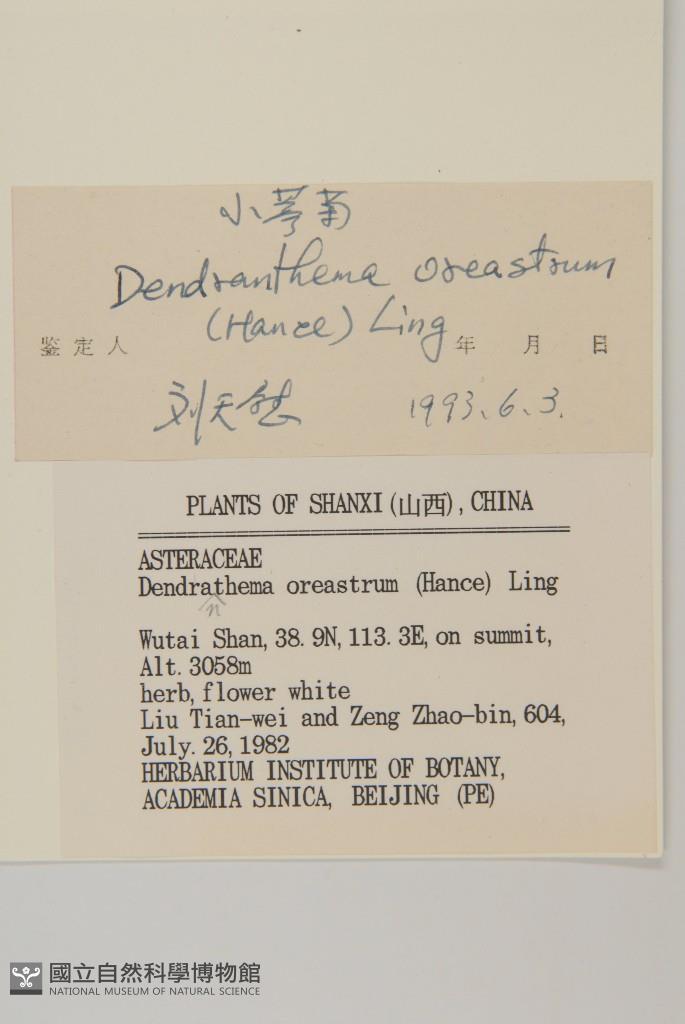 小菊
Dendranthema oreastrum
(Hance) Ling
鉴定人 年 月 日
刘天 1993.6.3.
PLANTS OF SHANXI (山西), CHINA
ASTERACEAE
Dendrathema oreastrum (Hance) Ling
n
Wutai Shan, 38. 9N, 113. 3E, on summit,
Alt. 3058m
herb, flower white
Liu Tian-wei and Zeng Zhao-bin, 604,
July. 26, 1982
HERBARIUM INSTITUTE OF BOTANY,
ACADEMIA SINICA, BEIJING (PE)
國立自然科學博物館
NATIONAL MUSEUM OF NATURAL SCIENCE